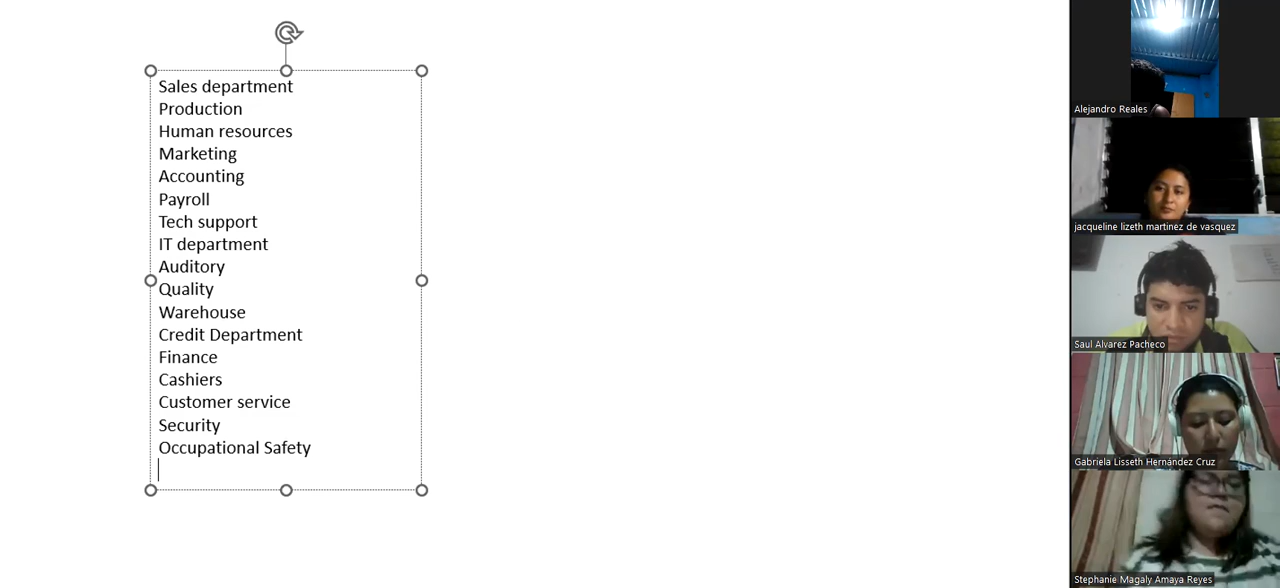 Sales department
Production
Human resources
Marketing
Accounting
Payroll
Tech support
IT department
Auditory
Quality
Warehouse
Credit Department
Finance
Cashiers
Customer service
Security
Occupational Safety
Alejandro Reales
jacqueline lizeth martinez de vasquez
Saul Alvarez Pacheco
Gabriela Lisseth Hernández Cruz
Stephanie Magaly Amaya Reyes